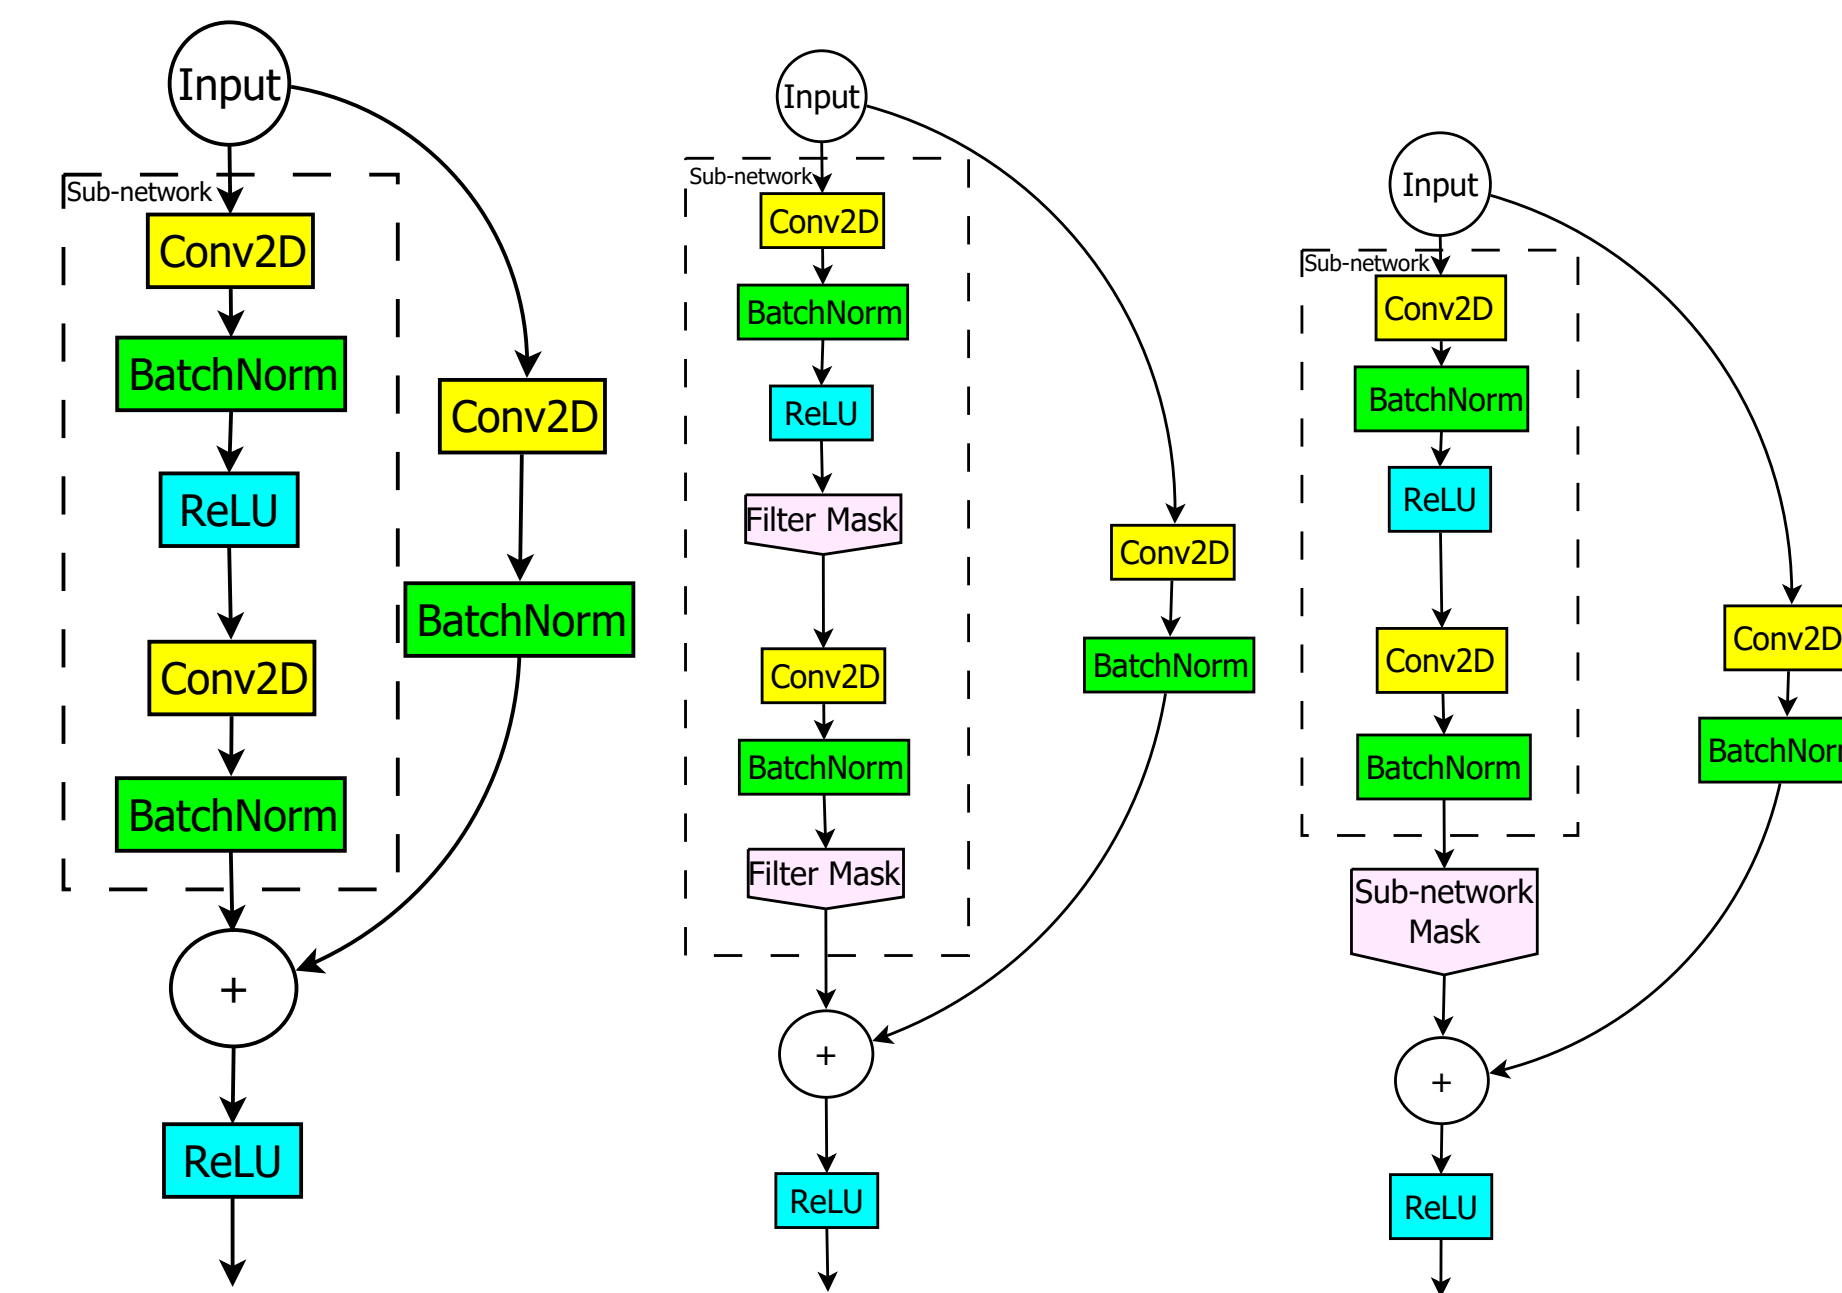 Input
Sub-network
Conv2D
BatchNorm
ReLU
Conv2D
BatchNorm
Conv2D
BatchNorm
+
ReLU
Input
Sub-network
Conv2D
BatchNorm
ReLU
Filter Mask
Conv2D
BatchNorm
Filter Mask
Conv2D
BatchNorm
+
ReLU
Input
Sub-network
Conv2D
BatchNorm
ReLU
Conv2D
BatchNorm
Sub-network
Mask
Conv2D
+
ReLU